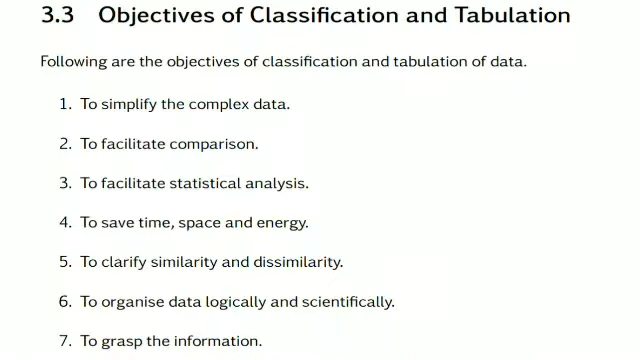 3.3 Objectives of Classification and Tabulation
Following are the objectives of classification and tabulation of data.
1. To simplify the complex data.
2. To facilitate comparison.
3. To facilitate statistical analysis.
4. To save time, space and energy.
5. To clarify similarity and dissimilarity.
6. To organise data logically and scientifically.
7. To grasp the information.